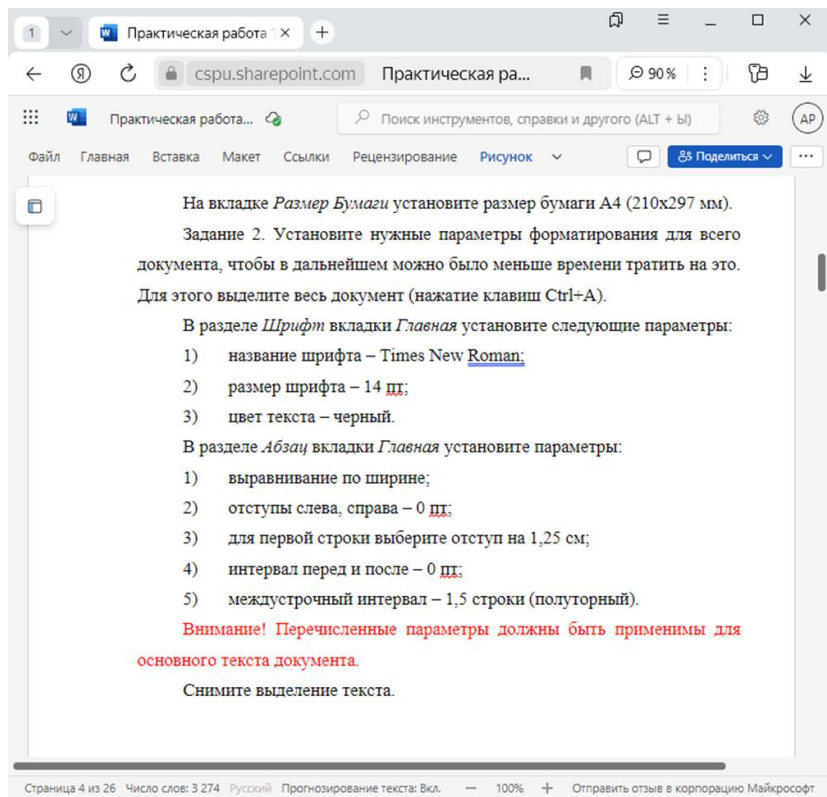 1
Практическая работа 1
cspu.sharepoint.com Практическая ра... 90%
Практическая работа... Поиск инструментов, справки и другого (ALT + Ы) АР
Файл Главная Вставка Макет Ссылки Рецензирование Рисунок Поделиться
На вкладке Размер Бумаги установите размер бумаги А4 (210х297 мм).
Задание 2. Установите нужные параметры форматирования для всего
документа, чтобы в дальнейшем можно было меньше времени тратить на это.
Для этого выделите весь документ (нажатие клавиш Ctrl+A).
В разделе Шрифт вкладки Главная установите следующие параметры:
1) название шрифта – Times New Roman;
2) размер шрифта – 14 пт;
3) цвет текста – черный.
В разделе Абзац вкладки Главная установите параметры:
1) выравнивание по ширине;
2) отступы слева, справа – 0 пт;
3) для первой строки выберите отступ на 1,25 см;
4) интервал перед и после – 0 пт;
5) междустрочный интервал – 1,5 строки (полуторный).
Внимание! Перечисленные параметры должны быть применимы для
основного текста документа.
Снимите выделение текста.
Страница 4 из 26 Число слов: 3 274 Русский Прогнозирование текста: Вкл. — 100% + Отправить отзыв в корпорацию Майкрософт